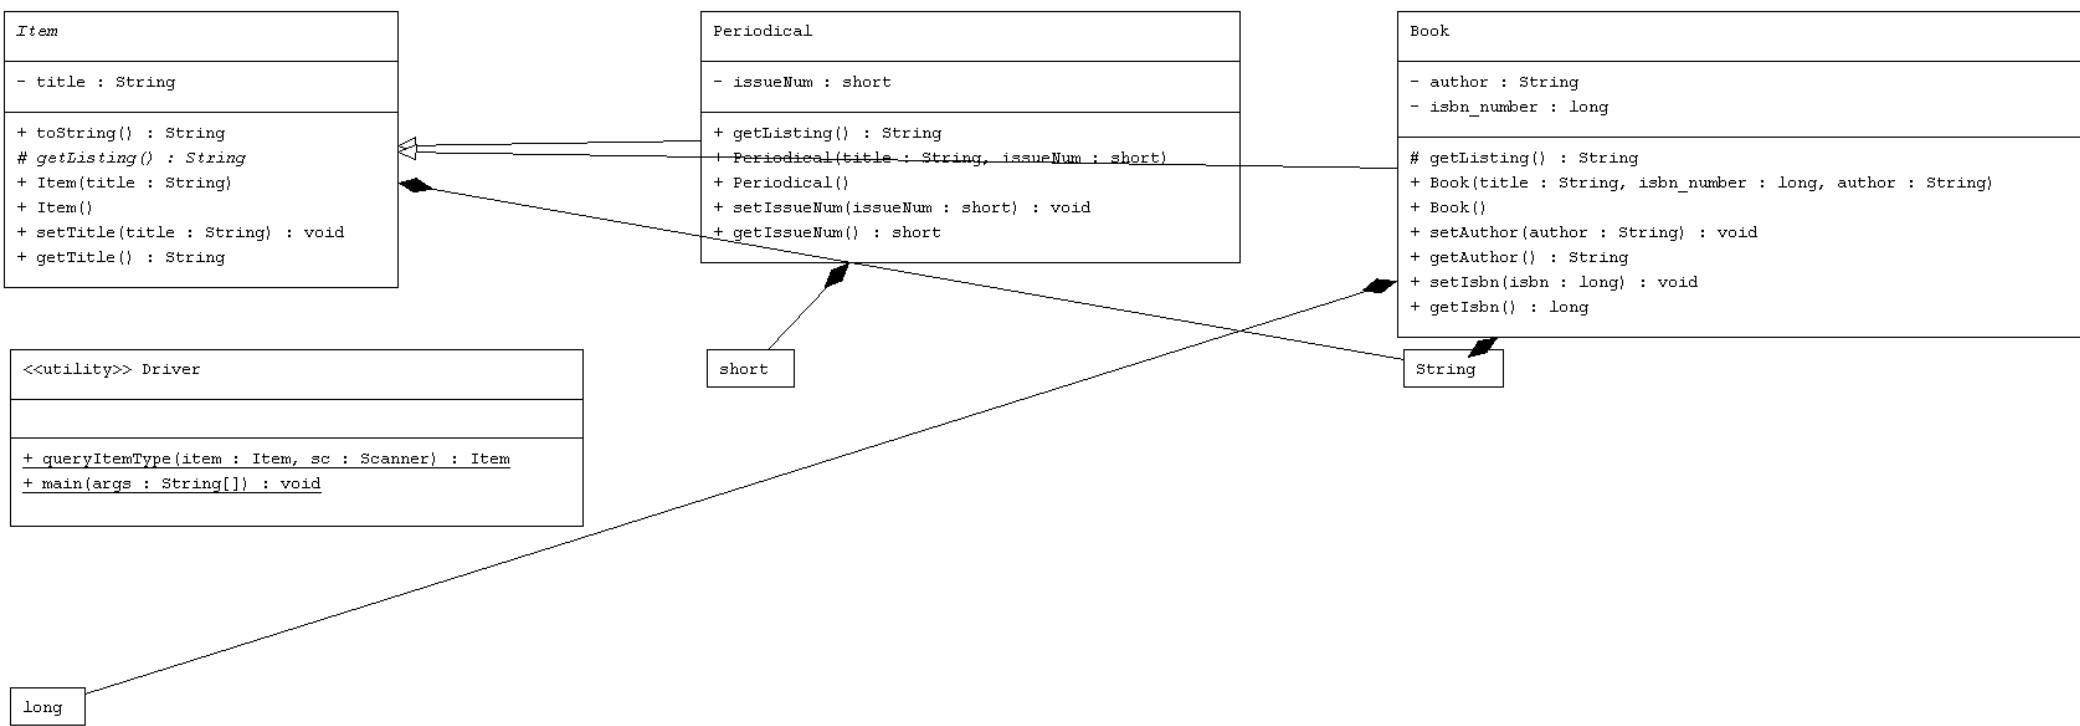 Item
- title : String
+ toString() : String
# getListing() : String
+ Item(title : String)
+ Item()
+ setTitle(title : String) : void
+ getTitle() : String
Periodical
- issueNum : short
+ getListing() : String
+ Periodical(title : String, issueNum : short)
+ Periodical()
+ setIssueNum(issueNum : short) : void
+ getIssueNum() : short
Book
- author : String
- isbn_number : long
# getListing() : String
+ Book(title : String, isbn_number : long, author : String)
+ Book()
+ setAuthor(author : String) : void
+ getAuthor() : String
+ setIsbn(isbn : long) : void
+ getIsbn() : long
<<utility>> Driver
+ queryItemType(item : Item, sc : Scanner) : Item
+ main(args : String[]) : void
short
String
long